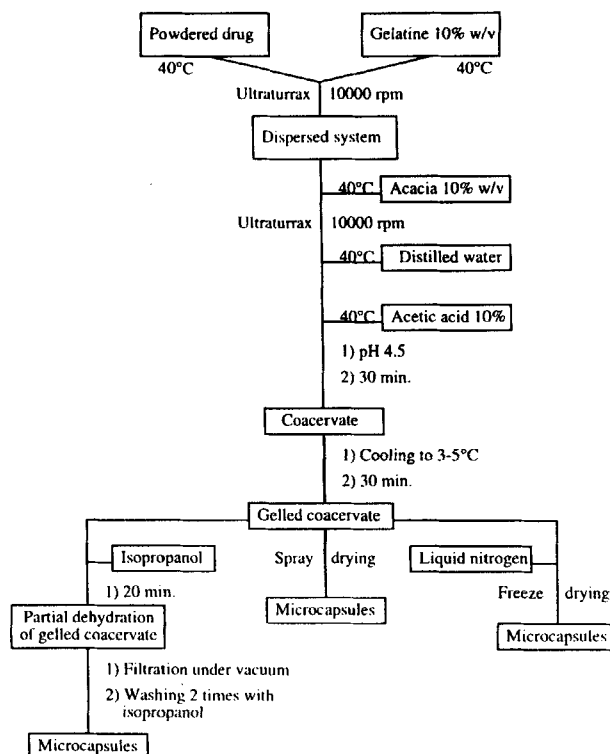 Powdered drug
Gelatine 10% w/v
40°C
40°C
Ultraturrax
10000 rpm
Dispersed system
40°C
Acacia 10% w/v
Ultraturrax
10000 rpm
40°C
Distilled water
40°C
Acetic acid 10%
1) pH 4.5
2) 30 min.
Coacervate
1) Cooling to 3-5°C
2) 30 min.
Gelled coacervate
Isopropanol
Spray drying
Liquid nitrogen
1) 20 min.
Freeze drying
Partial dehydration
of gelled coacervate
Microcapsules
Microcapsules
1) Filtration under vacuum
2) Washing 2 times with
isopropanol
Microcapsules